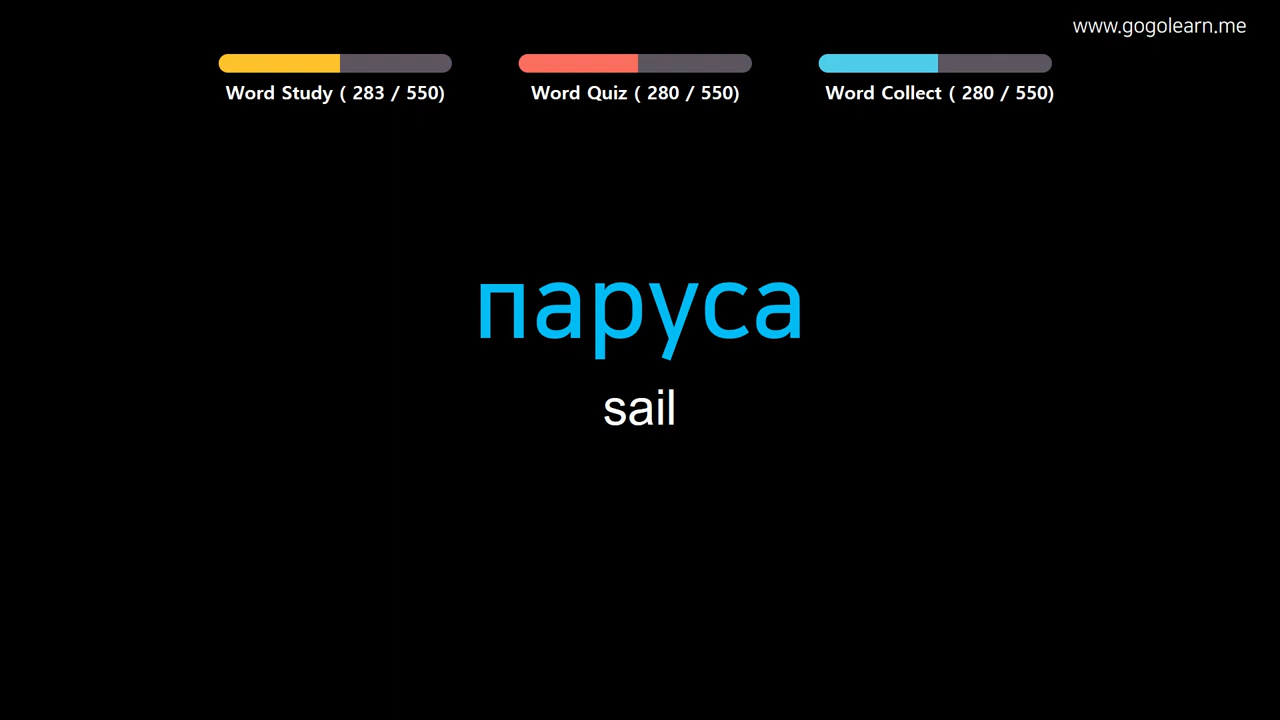 www.gogolearn.me
Word Study ( 283 / 550)
Word Quiz ( 280 / 550)
Word Collect ( 280 / 550)
паруса
sail